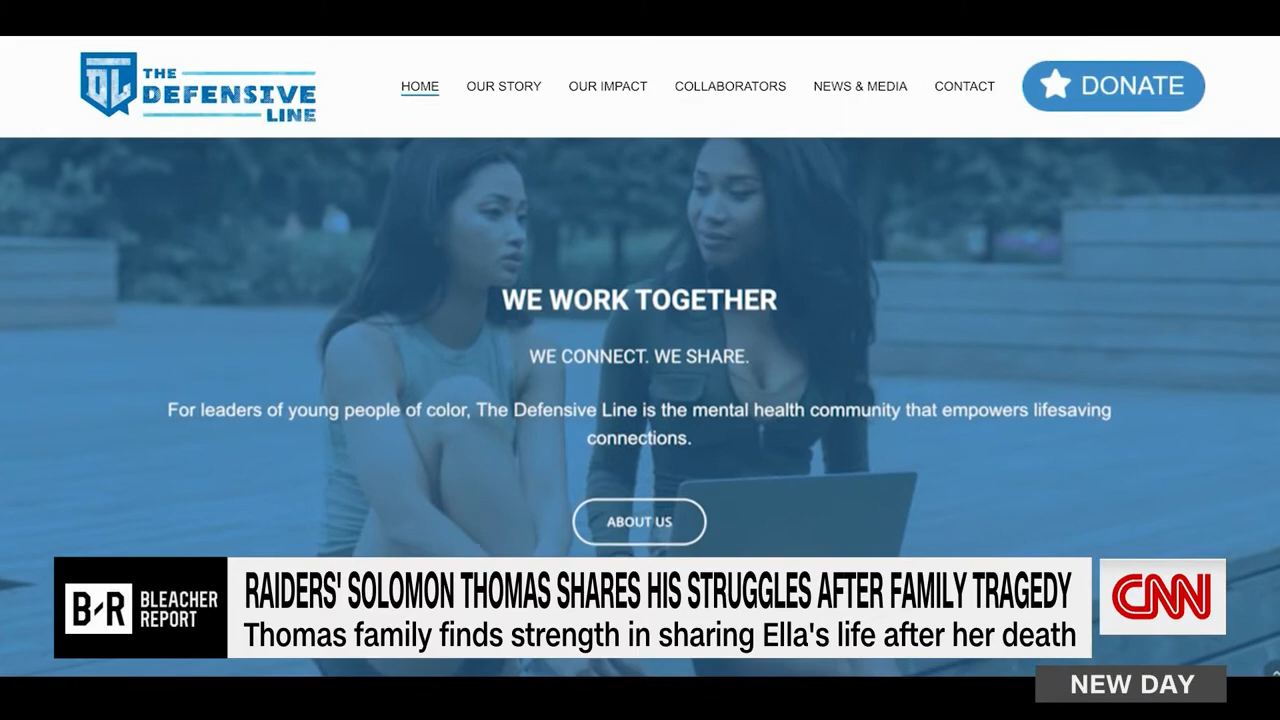 DL
THE
DEFENSIVE
LINE
HOME
OUR STORY
OUR IMPACT
COLLABORATORS
NEWS & MEDIA
CONTACT
DONATE
WE WORK TOGETHER
WE CONNECT. WE SHARE.
For leaders of young people of color, The Defensive Line is the mental health community that empowers lifesaving
connections.
ABOUT US
B-R
BLEACHER
REPORT
RAIDERS' SOLOMON THOMAS SHARES HIS STRUGGLES AFTER FAMILY TRAGEDY
Thomas family finds strength in sharing Ella's life after her death
CNN
NEW DAY